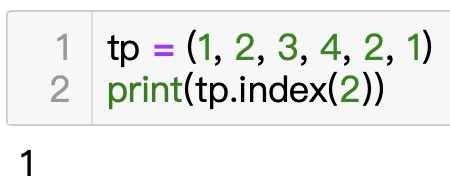 1 tp = (1, 2, 3, 4, 2, 1)
2 print(tp.index(2))
1